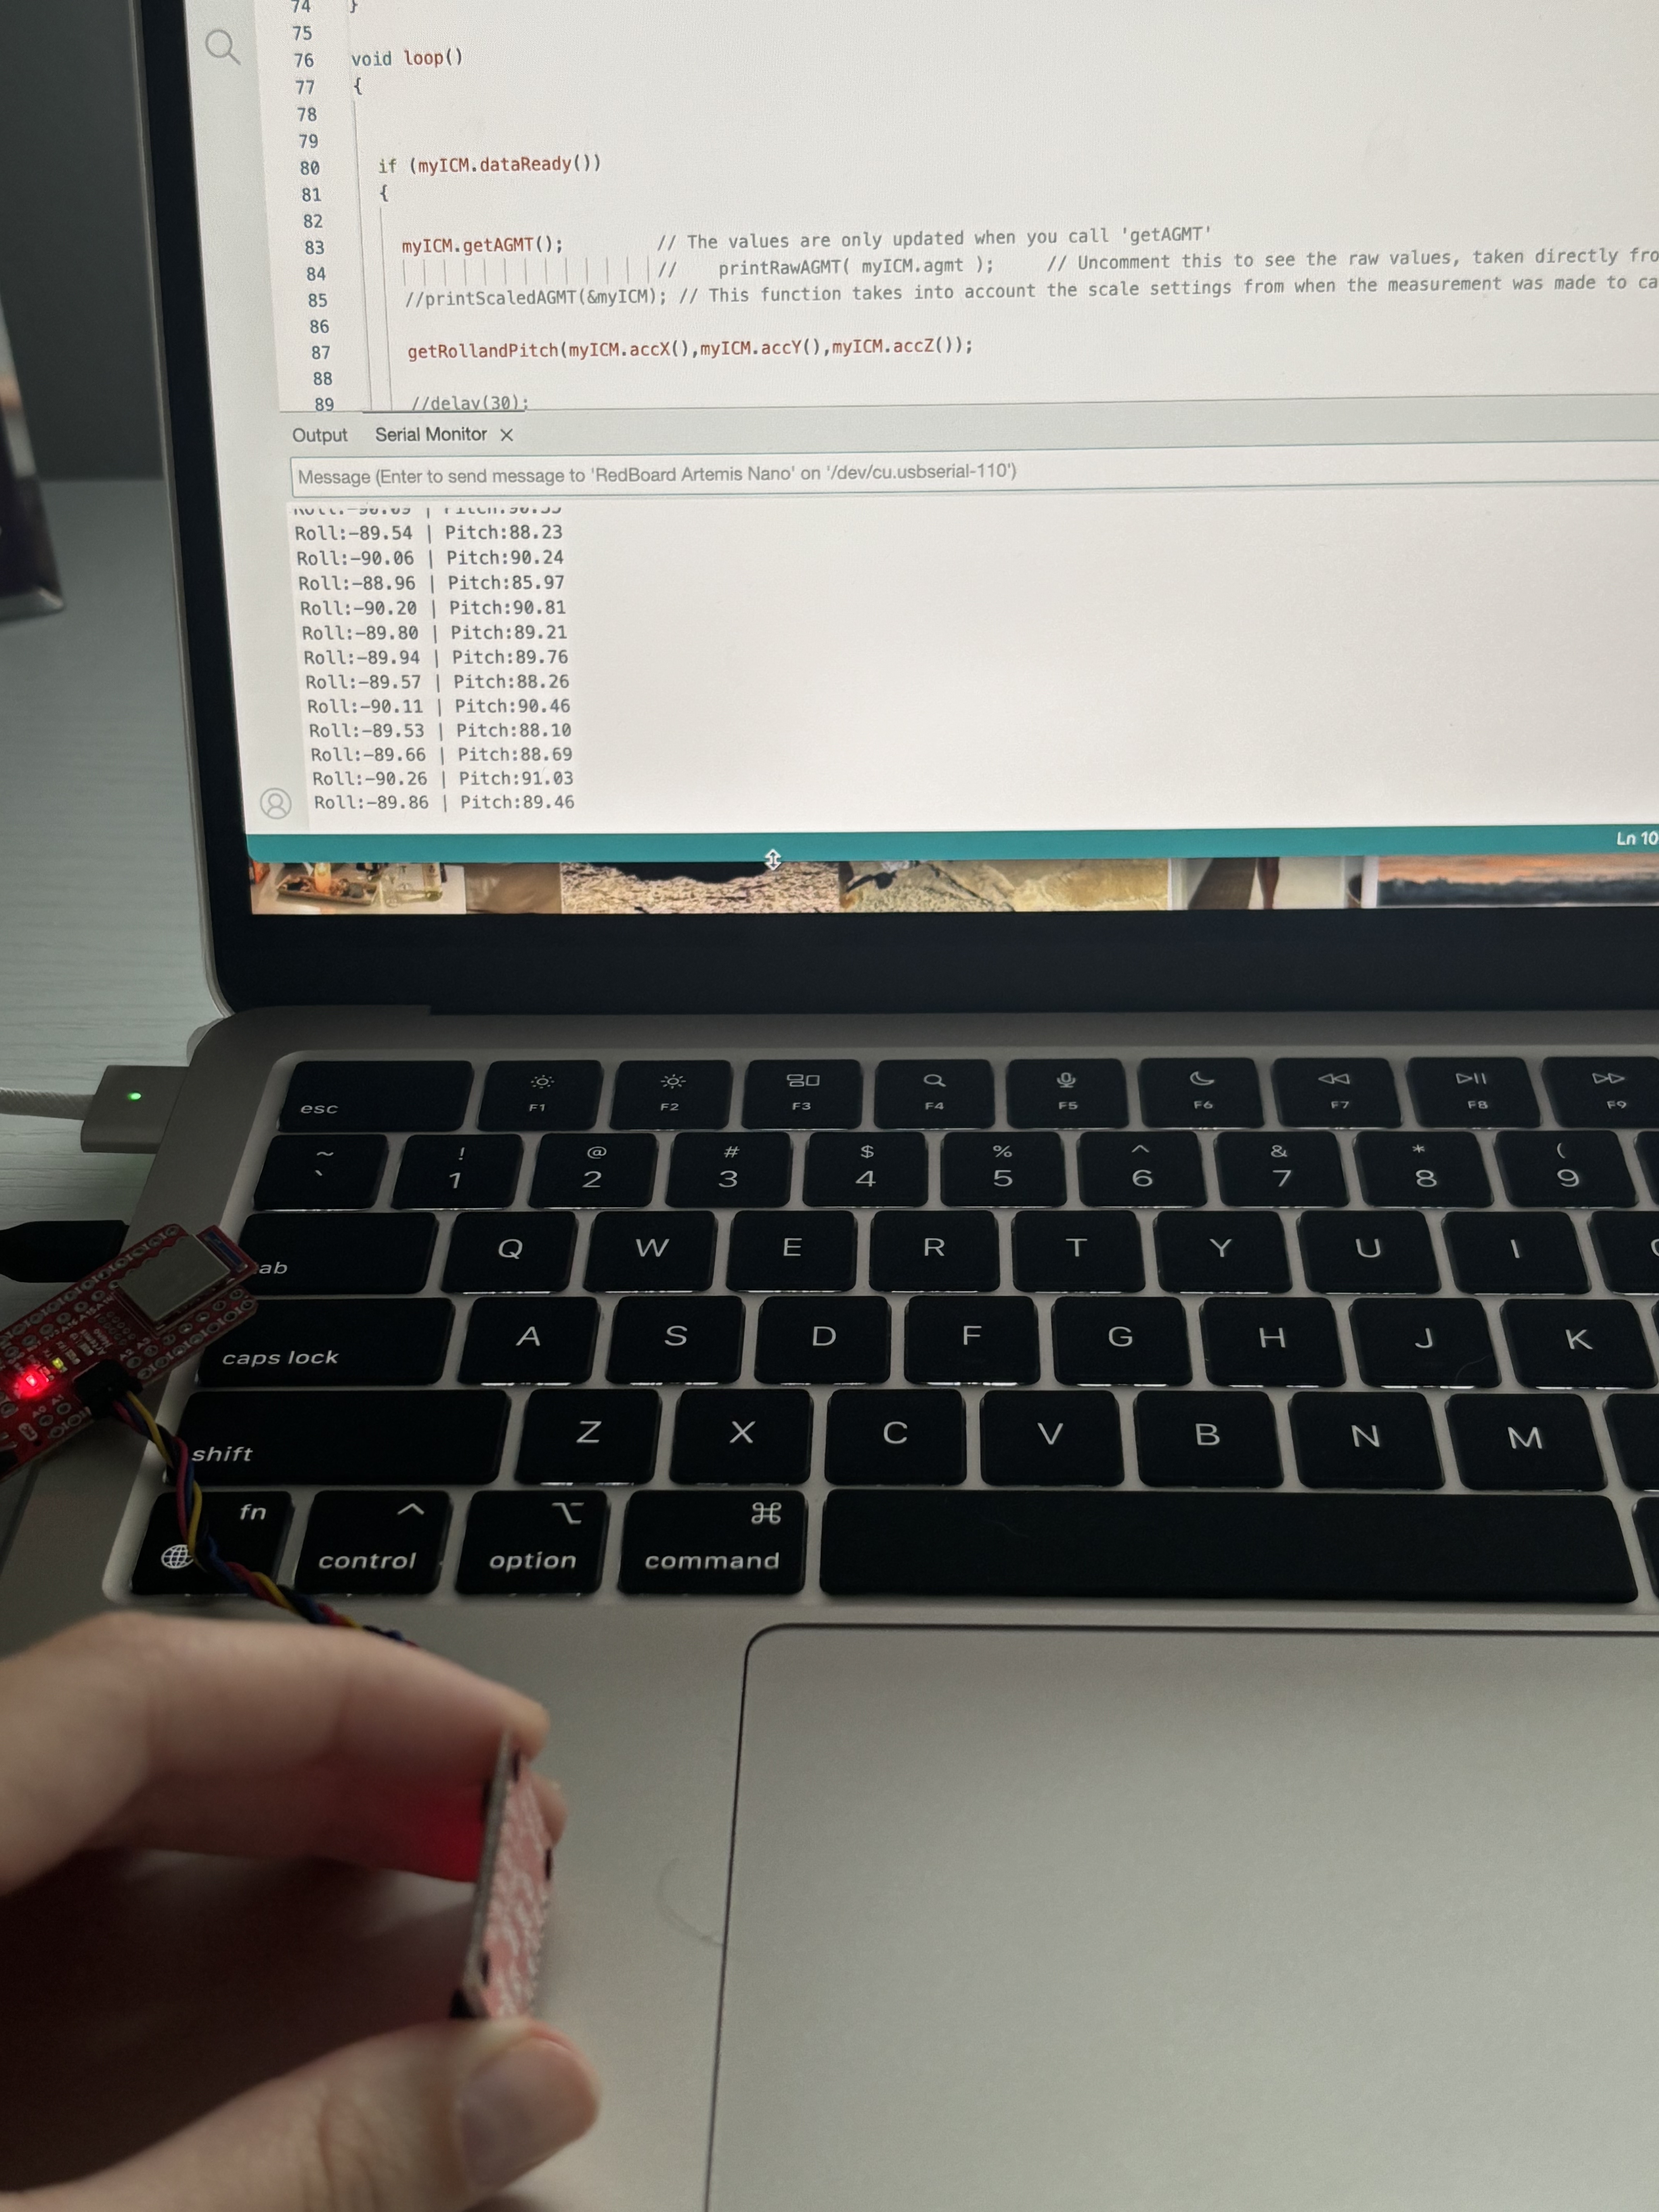 74 }
75
76 void loop()
77 {
78
79
80 if (myICM.dataReady())
81 {
82
83 myICM.getAGMT(); // The values are only updated when you call 'getAGMT'
84 // printRawAGMT( myICM.agmt ); // Uncomment this to see the raw values, taken directly fro
85 //printScaledAGMT(&myICM); // This function takes into account the scale settings from when the measurement was made to ca
86
87 getRollandPitch(myICM.accX(),myICM.accY(),myICM.accZ());
88
89 //delay(30);
Output Serial Monitor ×
Message (Enter to send message to 'RedBoard Artemis Nano' on '/dev/cu.usbserial-110')
Roll:-89.54 | Pitch:88.23
Roll:-90.06 | Pitch:90.24
Roll:-88.96 | Pitch:85.97
Roll:-90.20 | Pitch:90.81
Roll:-89.80 | Pitch:89.21
Roll:-89.94 | Pitch:89.76
Roll:-89.57 | Pitch:88.26
Roll:-90.11 | Pitch:90.46
Roll:-89.53 | Pitch:88.10
Roll:-89.66 | Pitch:88.69
Roll:-90.26 | Pitch:91.03
Roll:-89.86 | Pitch:89.46
Ln 10
esc F1 F2 F3 F4 F5 F6 F7 F8 F9
~ ! @ # $ % ^ & * (
` 1 2 3 4 5 6 7 8 9
ab Q W E R T Y U I
caps lock A S D F G H J K
shift Z X C V B N M
fn ^ ⌥ ⌘
control option command